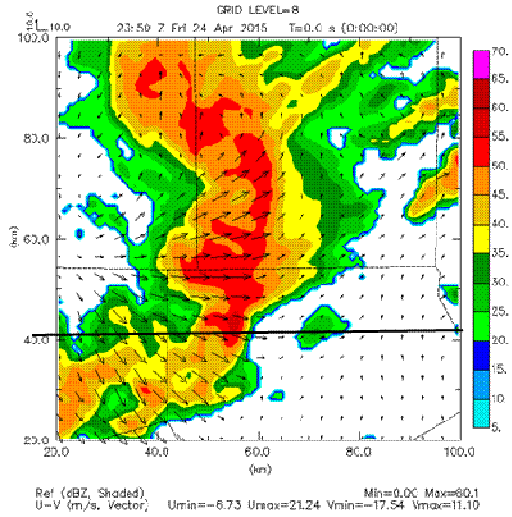 GRID LEVEL=8
23:50 Z Fri 24 Apr 2015 T=0.0 s (0:00:00)
10.0
100.0
80.0
60.0
40.0
20.0
(km)
20.0 40.0 60.0 80.0 100.0
(km)
70.
65.
60.
55.
50.
45.
40.
35.
30.
25.
20.
15.
10.
5.
Ref (dBZ, Shaded) Min=0.00 Max=60.1
U-V (m/s, Vector) Umin=-6.73 Umax=21.24 Vmin=-17.54 Vmax=11.10